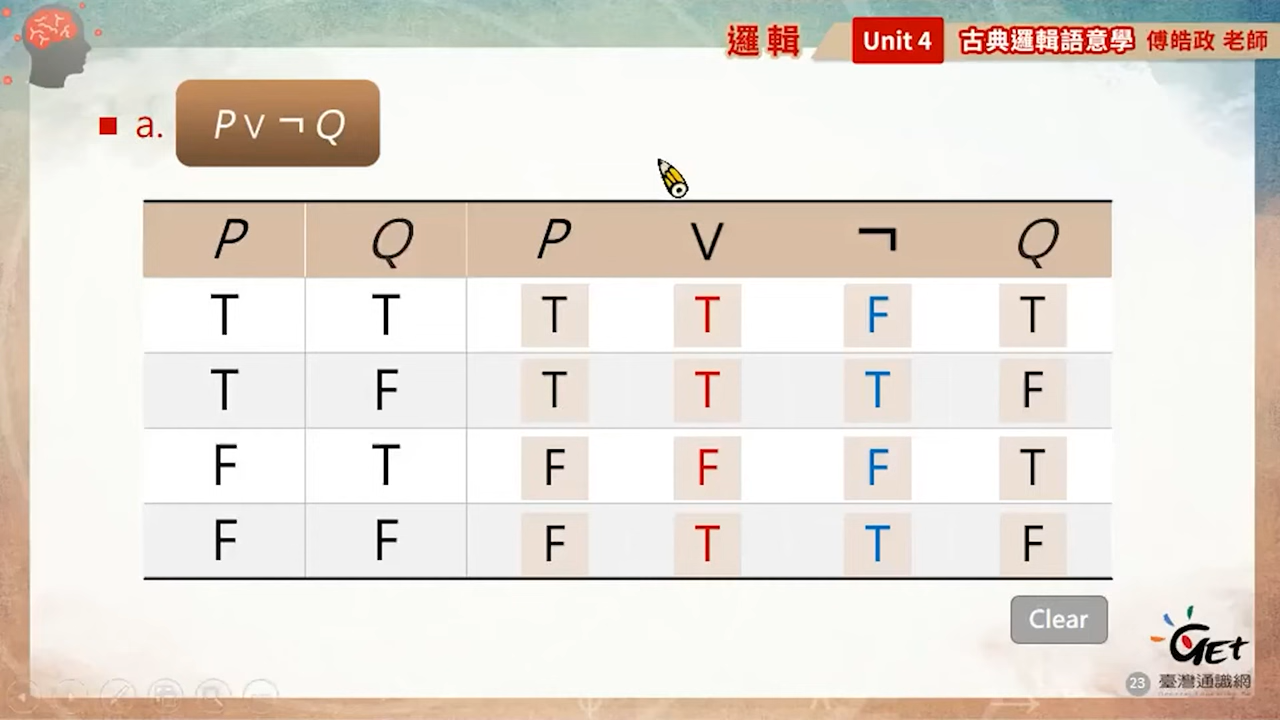 邏輯 Unit 4 古典邏輯語意學 傅皓政 老師
a. P∨¬Q
P Q P ∨ ¬ Q
T T T T F T
T F T T T F
F T F F F T
F F F T T F
Clear
GEt
23 臺灣通識網